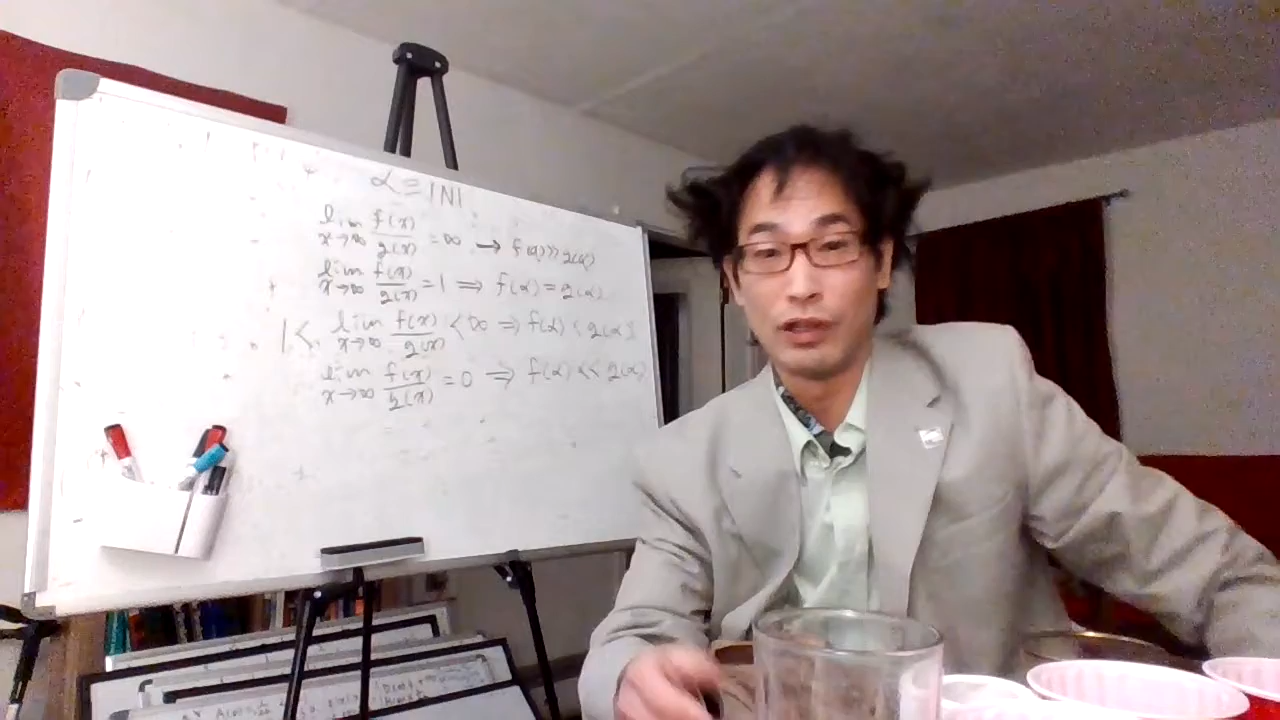 α ≡ |N|
lim x→∞ f(x)/g(x) = ∞ → f(α) >> g(α)
lim x→∞ f(x)/g(x) = 1 ⇒ f(α) = g(α)
1 < lim x→∞ f(x)/g(x) < ∞ ⇒ f(α) < g(α)
lim x→∞ f(x)/g(x) = 0 ⇒ f(α) << g(α)